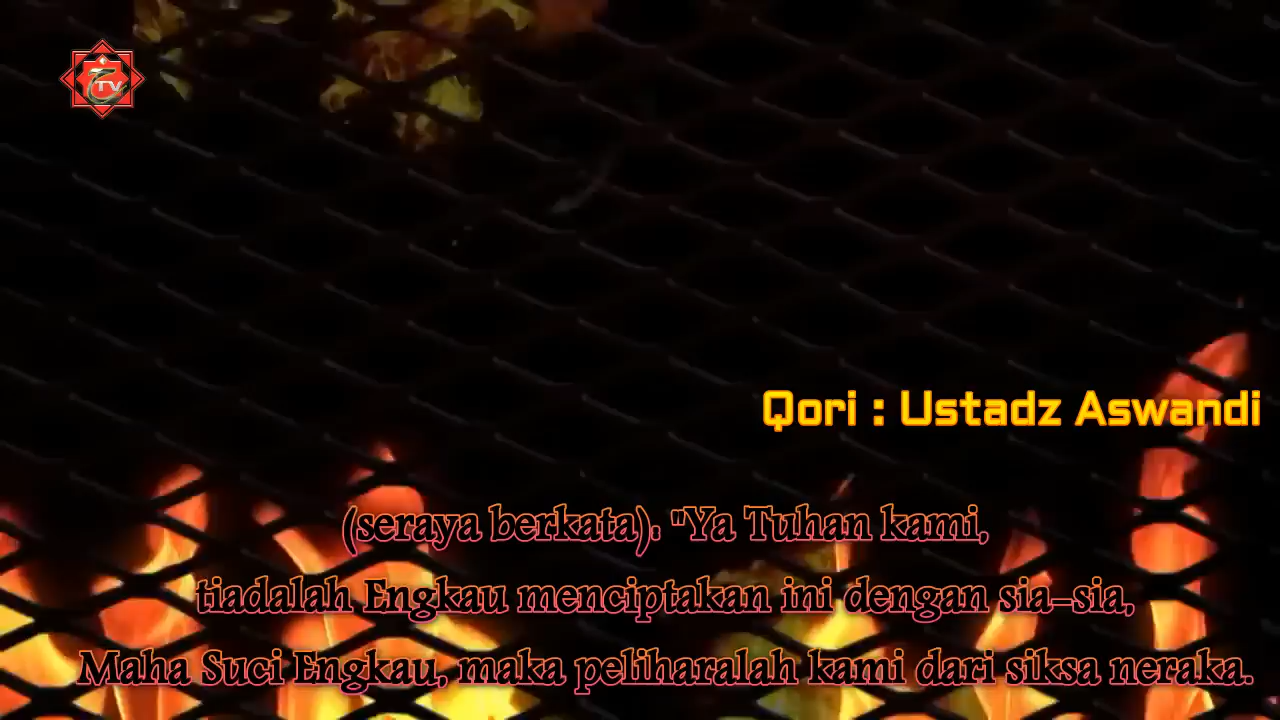 TV
Qori : Ustadz Aswandi
(seraya berkata): "Ya Tuhan kami,
tiadalah Engkau menciptakan ini dengan sia-sia,
Maha Suci Engkau, maka peliharalah kami dari siksa neraka.